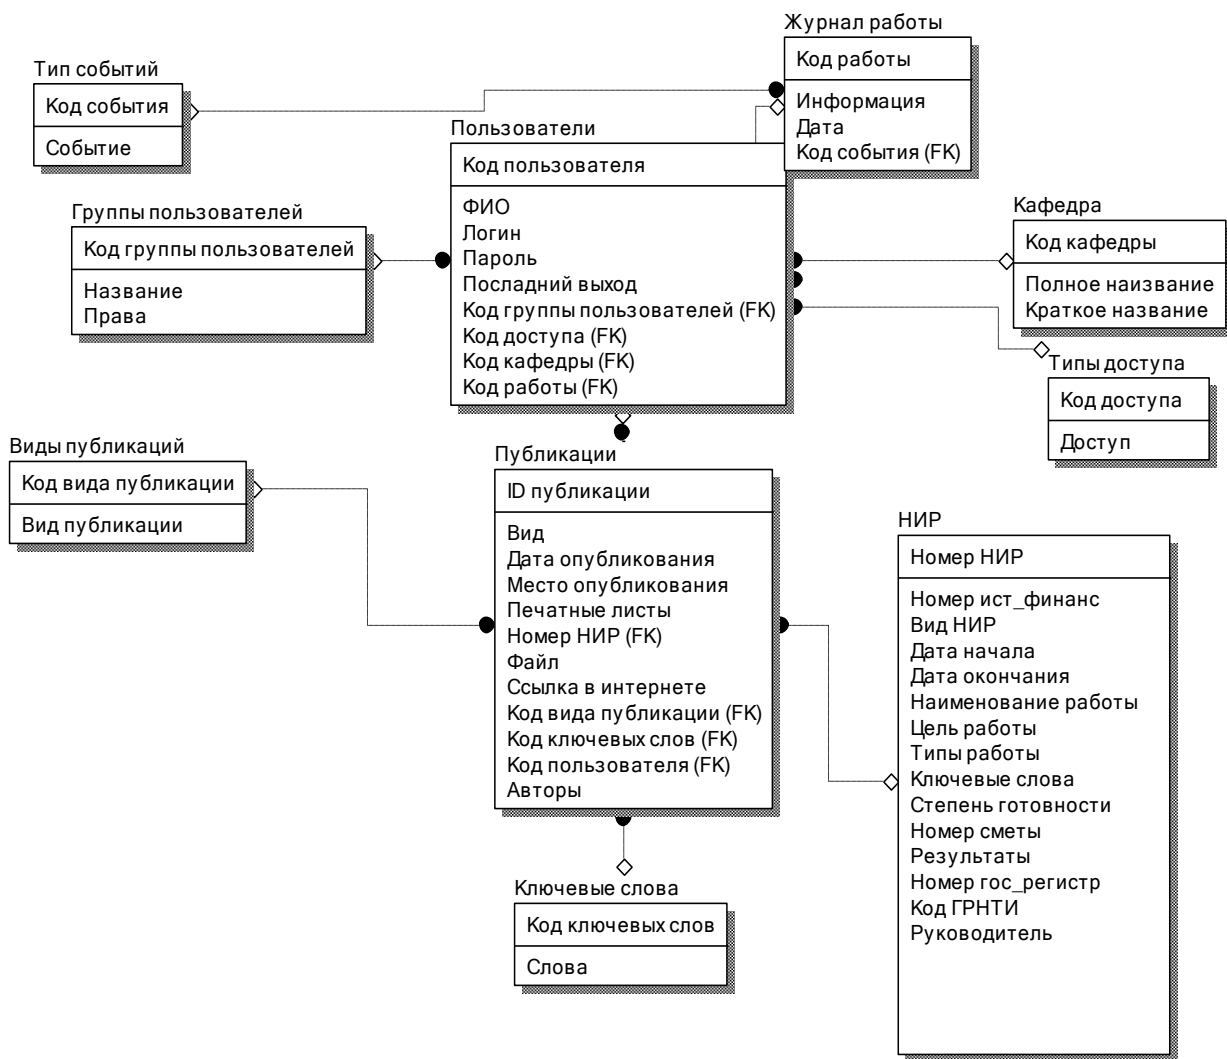 Журнал работы
Код работы
Информация
Дата
Код события (FK)
Тип событий
Код события
Событие
Пользователи
Код пользователя
ФИО
Логин
Пароль
Посладний выход
Код группы пользователей (FK)
Код доступа (FK)
Код кафедры (FK)
Код работы (FK)
Группы пользователей
Код группы пользователей
Название
Права
Кафедра
Код кафедры
Полное наизвание
Краткое название
Типы доступа
Код доступа
Доступ
Виды публикаций
Код вида публикации
Вид публикации
Публикации
ID публикации
Вид
Дата опубликования
Место опубликования
Печатные листы
Номер НИР (FK)
Файл
Ссылка в интернете
Код вида публикации (FK)
Код ключевых слов (FK)
Код пользователя (FK)
Авторы
НИР
Номер НИР
Номер ист_финанс
Вид НИР
Дата начала
Дата окончания
Наименование работы
Цель работы
Типы работы
Ключевые слова
Степень готовности
Номер сметы
Результаты
Номер гос_регистр
Код ГРНТИ
Руководитель
Ключевые слова
Код ключевых слов
Слова